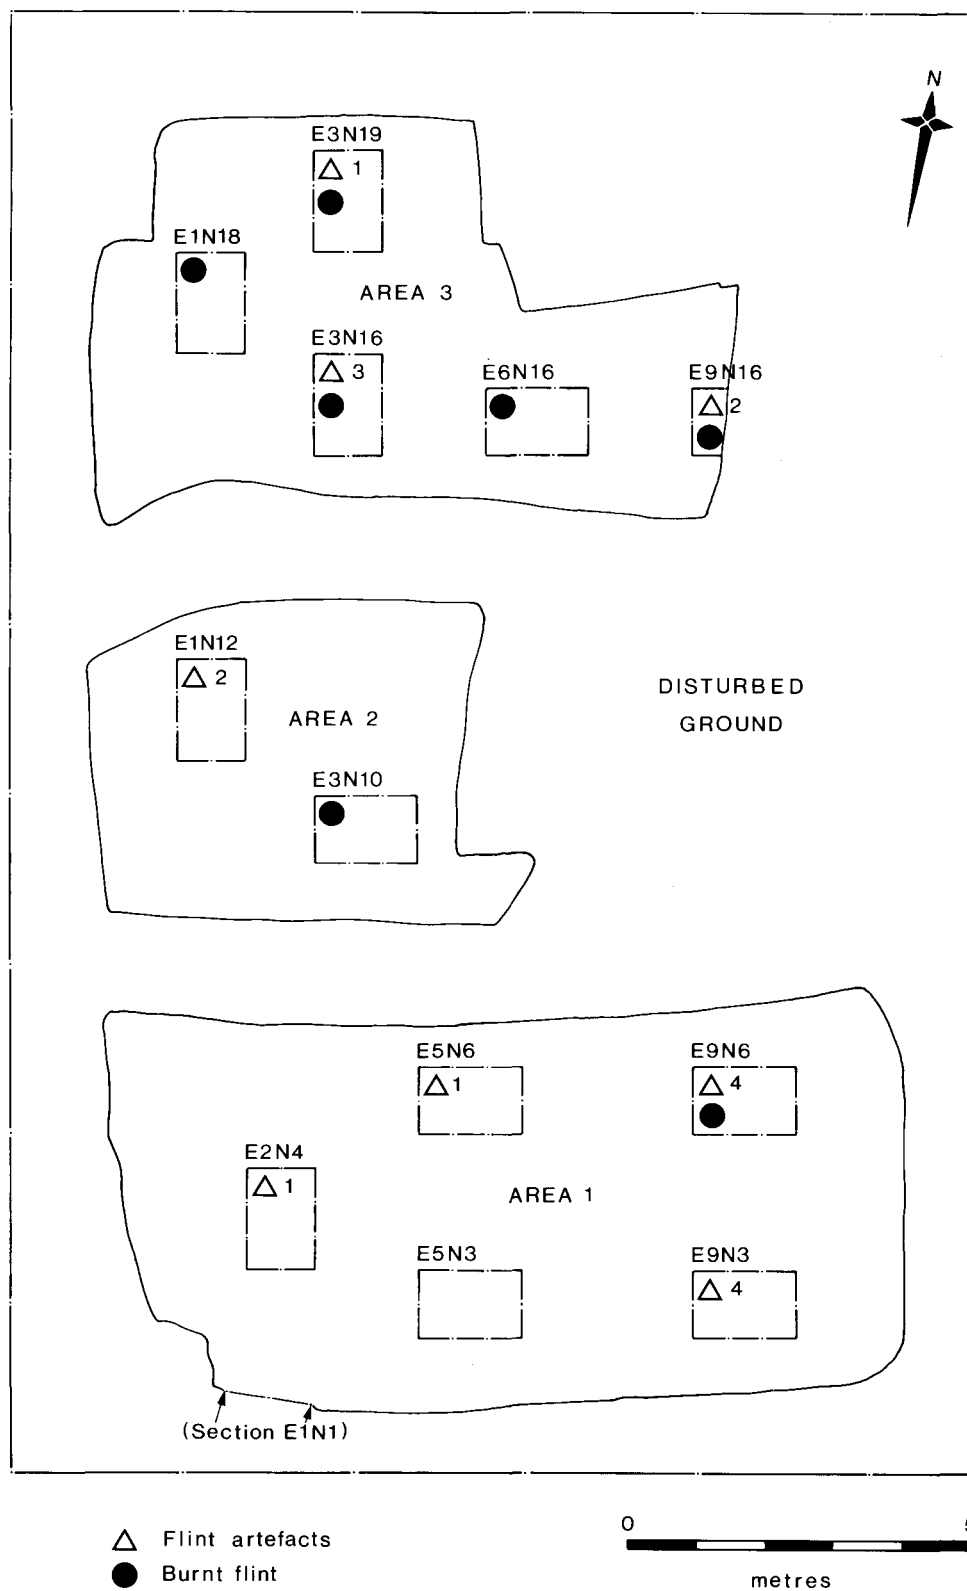 N
E3N19
1
E1N18
AREA 3
E3N16
3
E6N16
E9N16
2
E1N12
2
AREA 2
DISTURBED
GROUND
E3N10
E5N6
1
E9N6
4
E2N4
1
AREA 1
E5N3
E9N3
4
(Section E1N1)
Flint artefacts
Burnt flint
0 5
metres